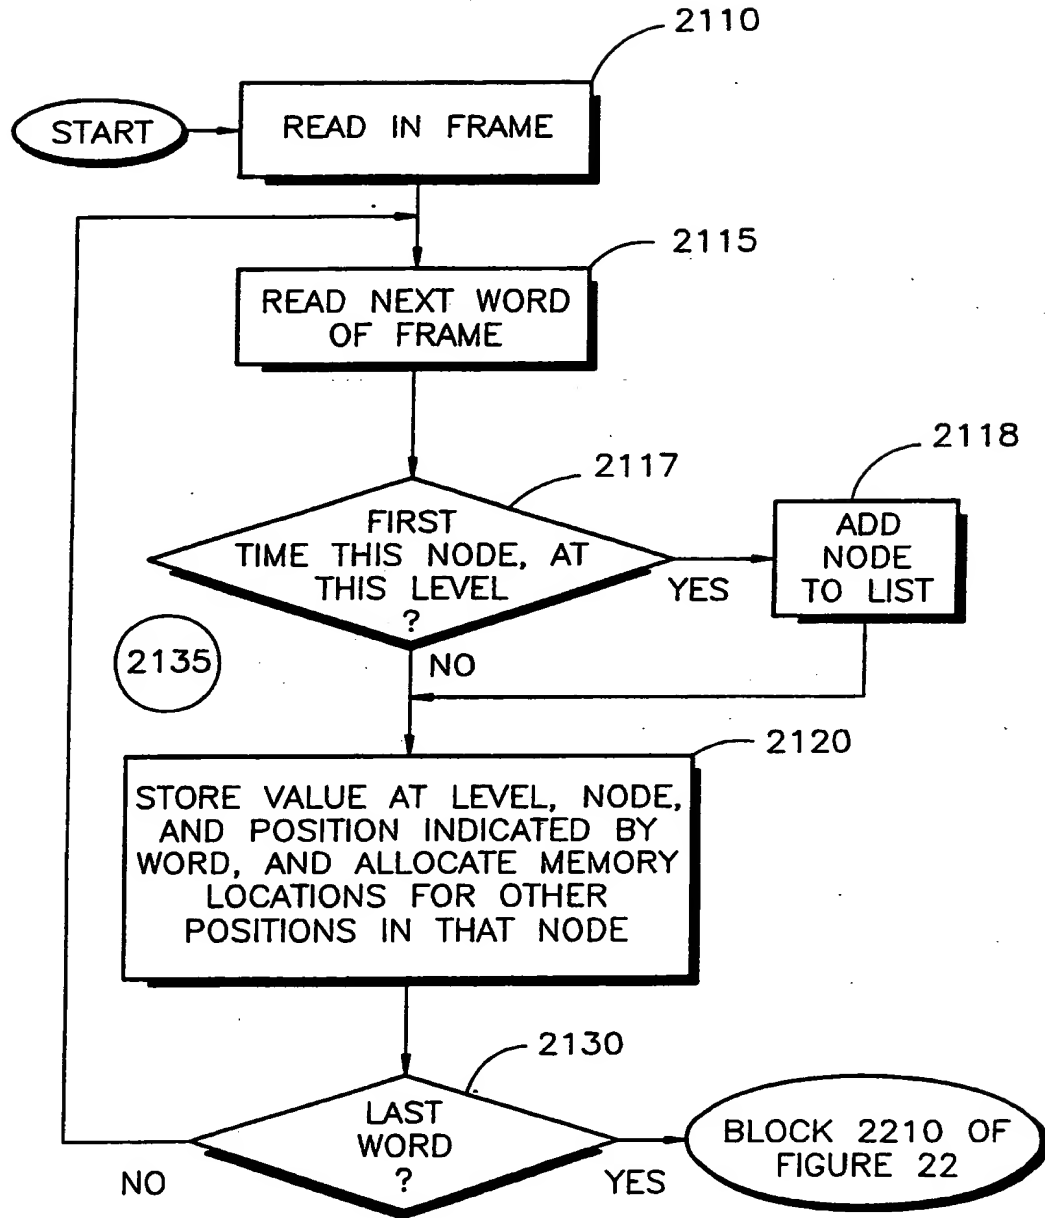 2110
START
READ IN FRAME
2115
READ NEXT WORD
OF FRAME
2117
2118
FIRST
TIME THIS NODE, AT
THIS LEVEL
?
YES
ADD
NODE
TO LIST
2135
NO
2120
STORE VALUE AT LEVEL, NODE,
AND POSITION INDICATED BY
WORD, AND ALLOCATE MEMORY
LOCATIONS FOR OTHER
POSITIONS IN THAT NODE
2130
LAST
WORD
?
NO
YES
BLOCK 2210 OF
FIGURE 22